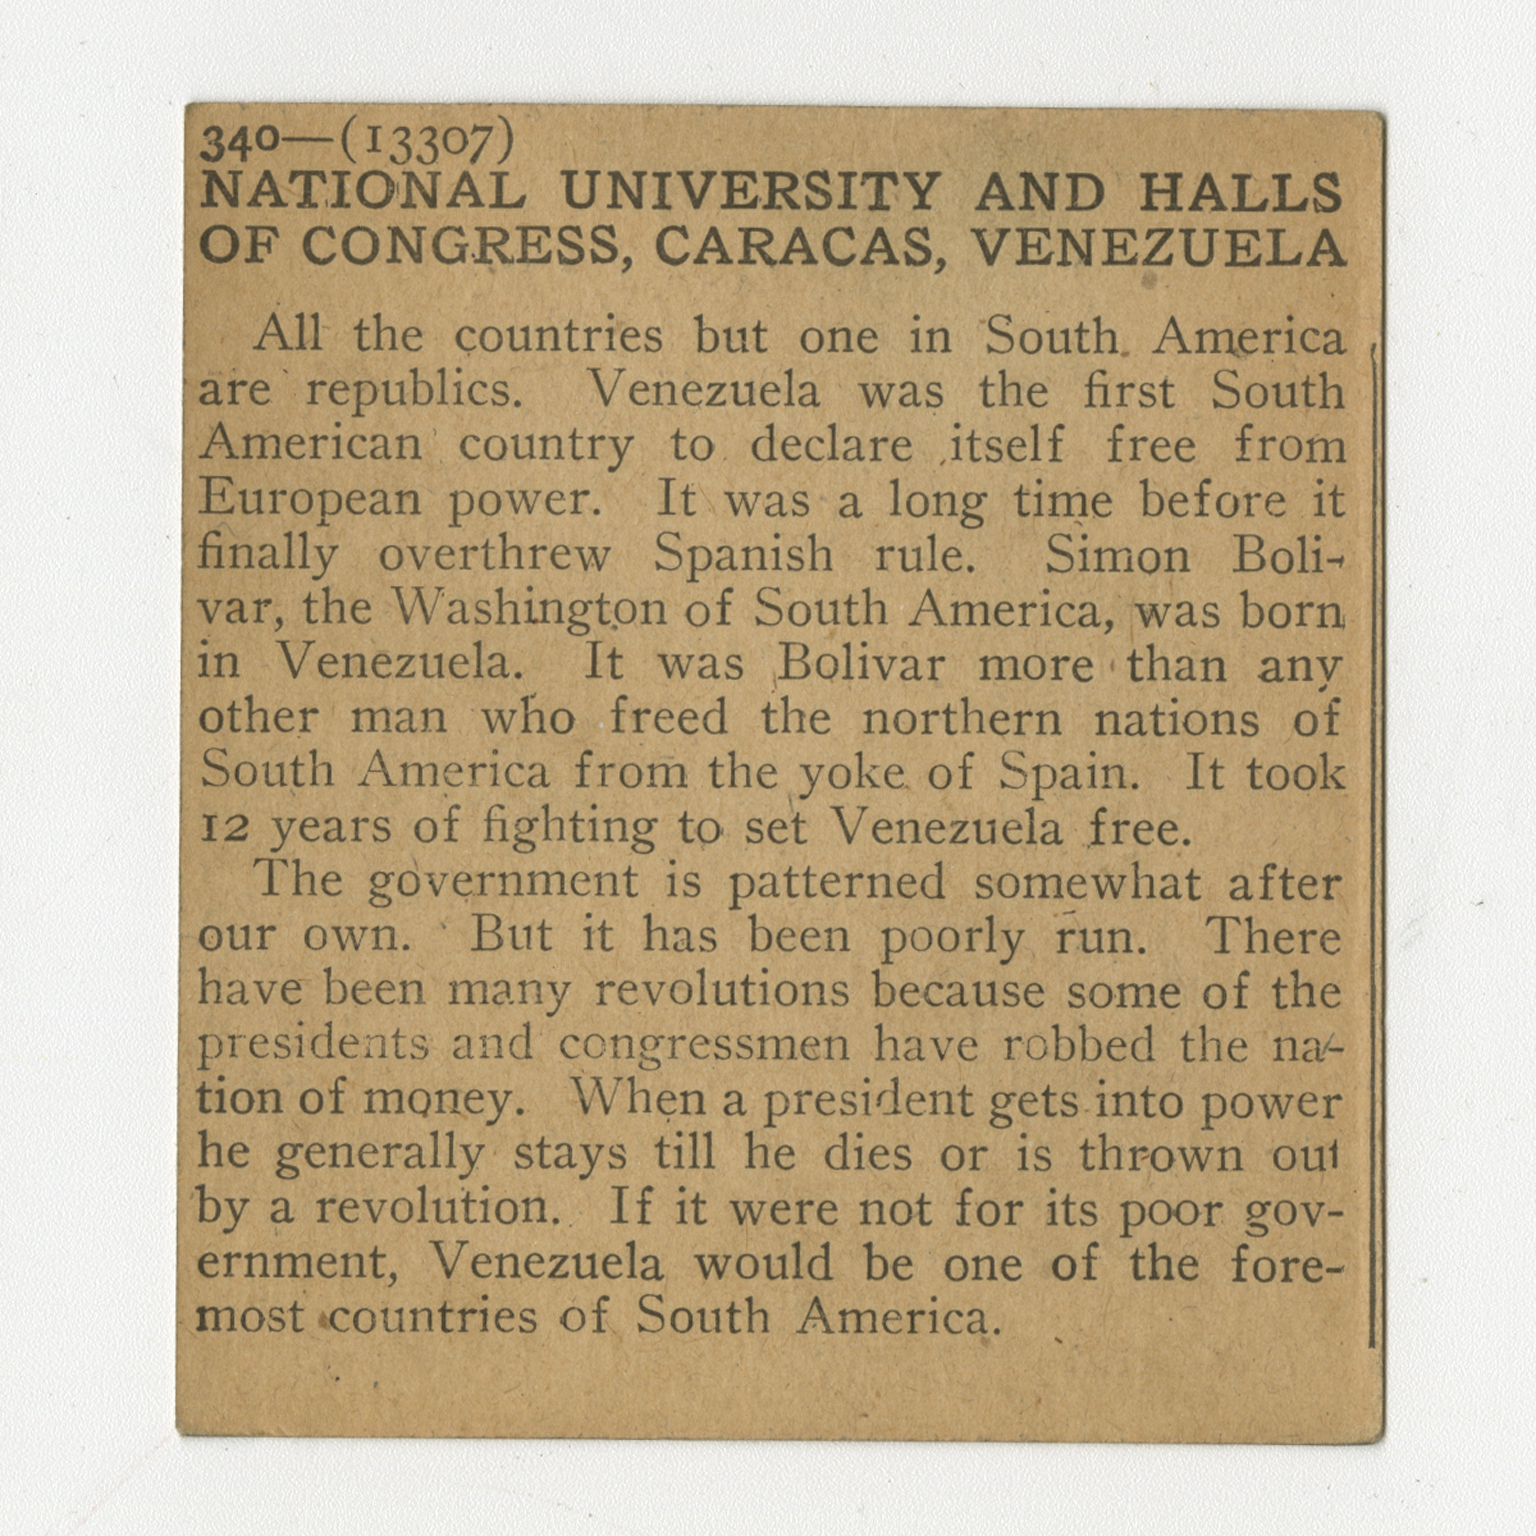 340—(13307)
NATIONAL UNIVERSITY AND HALLS
OF CONGRESS, CARACAS, VENEZUELA
All the countries but one in South America
are republics. Venezuela was the first South
American country to declare itself free from
European power. It was a long time before it
finally overthrew Spanish rule. Simon Boli-
var, the Washington of South America, was born
in Venezuela. It was Bolivar more than any
other man who freed the northern nations of
South America from the yoke of Spain. It took
12 years of fighting to set Venezuela free.
The government is patterned somewhat after
our own. But it has been poorly run. There
have been many revolutions because some of the
presidents and congressmen have robbed the na-
tion of money. When a president gets into power
he generally stays till he dies or is thrown out
by a revolution. If it were not for its poor gov-
ernment, Venezuela would be one of the fore-
most countries of South America.